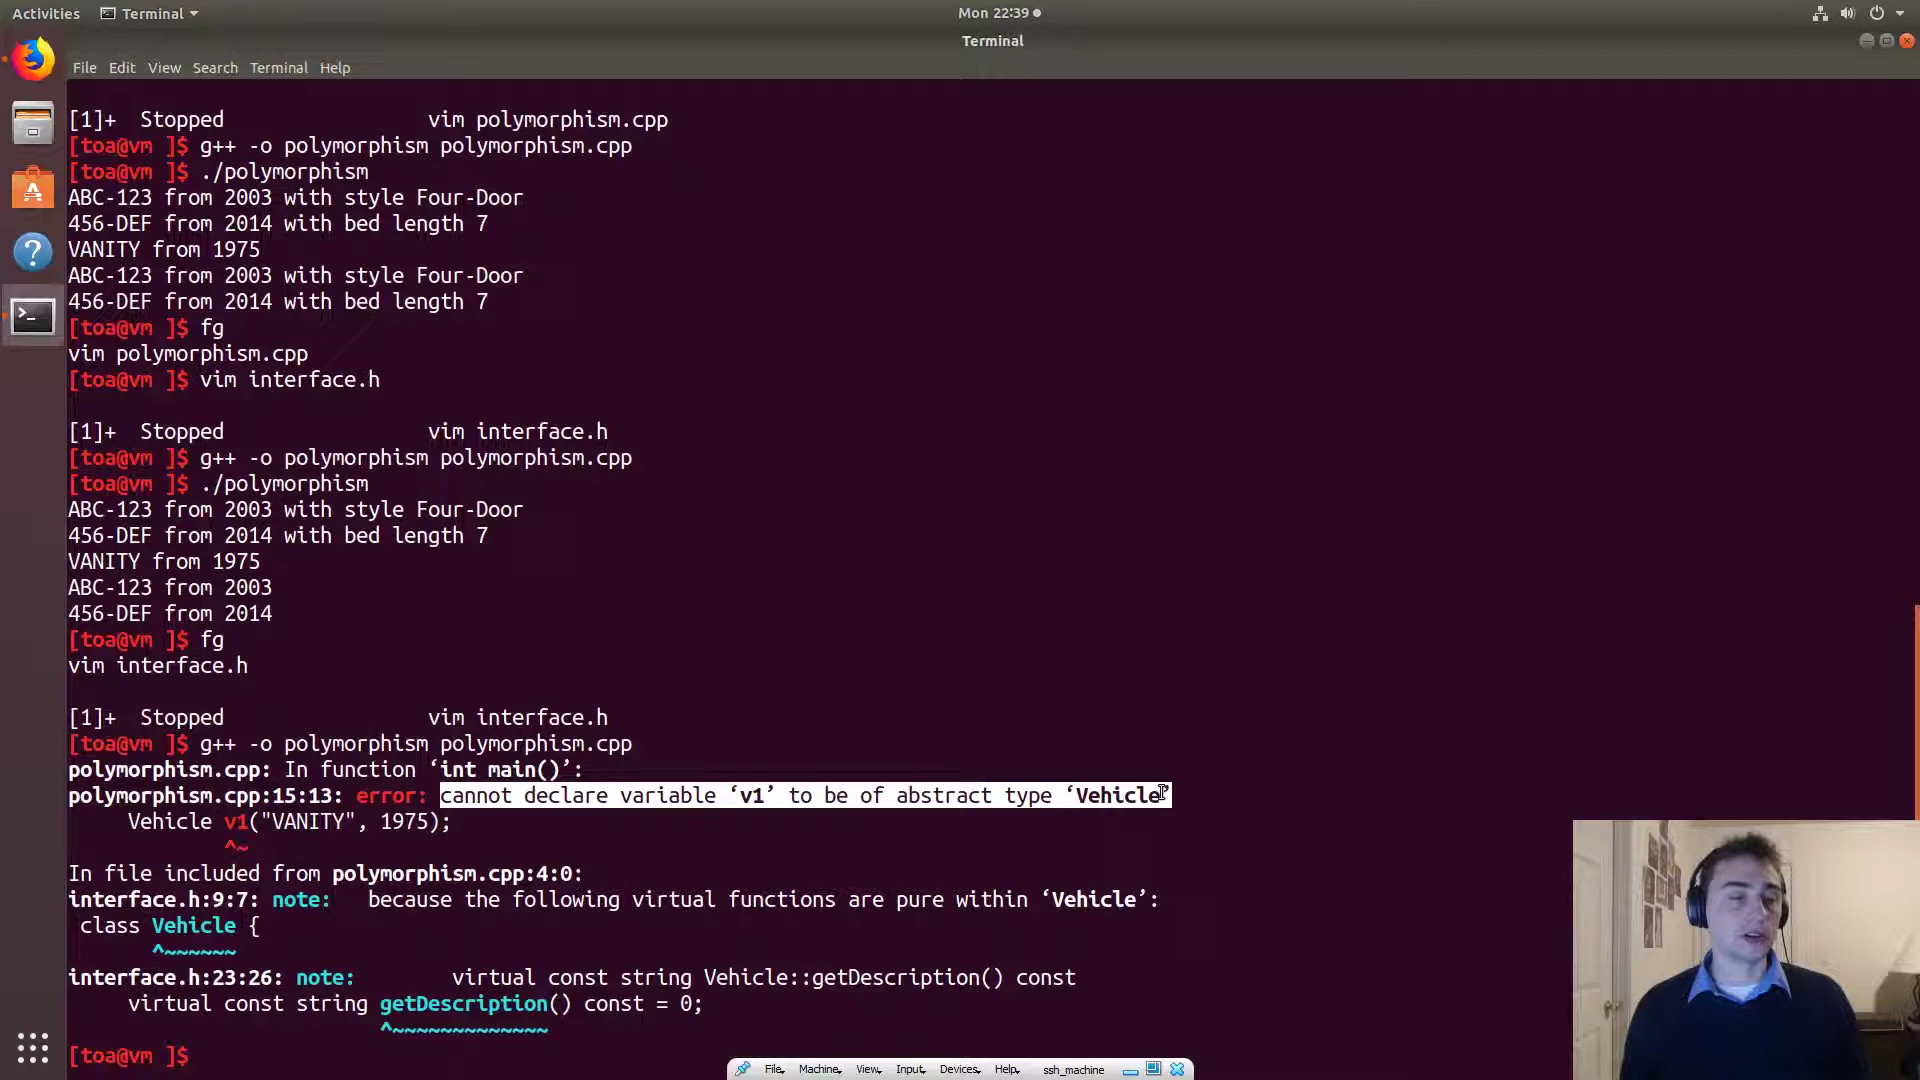 Activities
Terminal
Mon 22:39
Terminal
File Edit View Search Terminal Help
[1]+  Stopped                 vim polymorphism.cpp
[toa@vm ]$ g++ -o polymorphism polymorphism.cpp
[toa@vm ]$ ./polymorphism
ABC-123 from 2003 with style Four-Door
456-DEF from 2014 with bed length 7
VANITY from 1975
ABC-123 from 2003 with style Four-Door
456-DEF from 2014 with bed length 7
[toa@vm ]$ fg
vim polymorphism.cpp
[toa@vm ]$ vim interface.h
[1]+  Stopped                 vim interface.h
[toa@vm ]$ g++ -o polymorphism polymorphism.cpp
[toa@vm ]$ ./polymorphism
ABC-123 from 2003 with style Four-Door
456-DEF from 2014 with bed length 7
VANITY from 1975
ABC-123 from 2003
456-DEF from 2014
[toa@vm ]$ fg
vim interface.h
[1]+  Stopped                 vim interface.h
[toa@vm ]$ g++ -o polymorphism polymorphism.cpp
polymorphism.cpp: In function ‘int main()’:
polymorphism.cpp:15:13: error: cannot declare variable ‘v1’ to be of abstract type ‘Vehicle’
     Vehicle v1("VANITY", 1975);
             ^~
In file included from polymorphism.cpp:4:0:
interface.h:9:7: note:   because the following virtual functions are pure within ‘Vehicle’:
 class Vehicle {
       ^~~~~~~
interface.h:23:26: note:        virtual const string Vehicle::getDescription() const
     virtual const string getDescription() const = 0;
                          ^~~~~~~~~~~~~~
[toa@vm ]$
File Machine View Input Devices Help ssh_machine